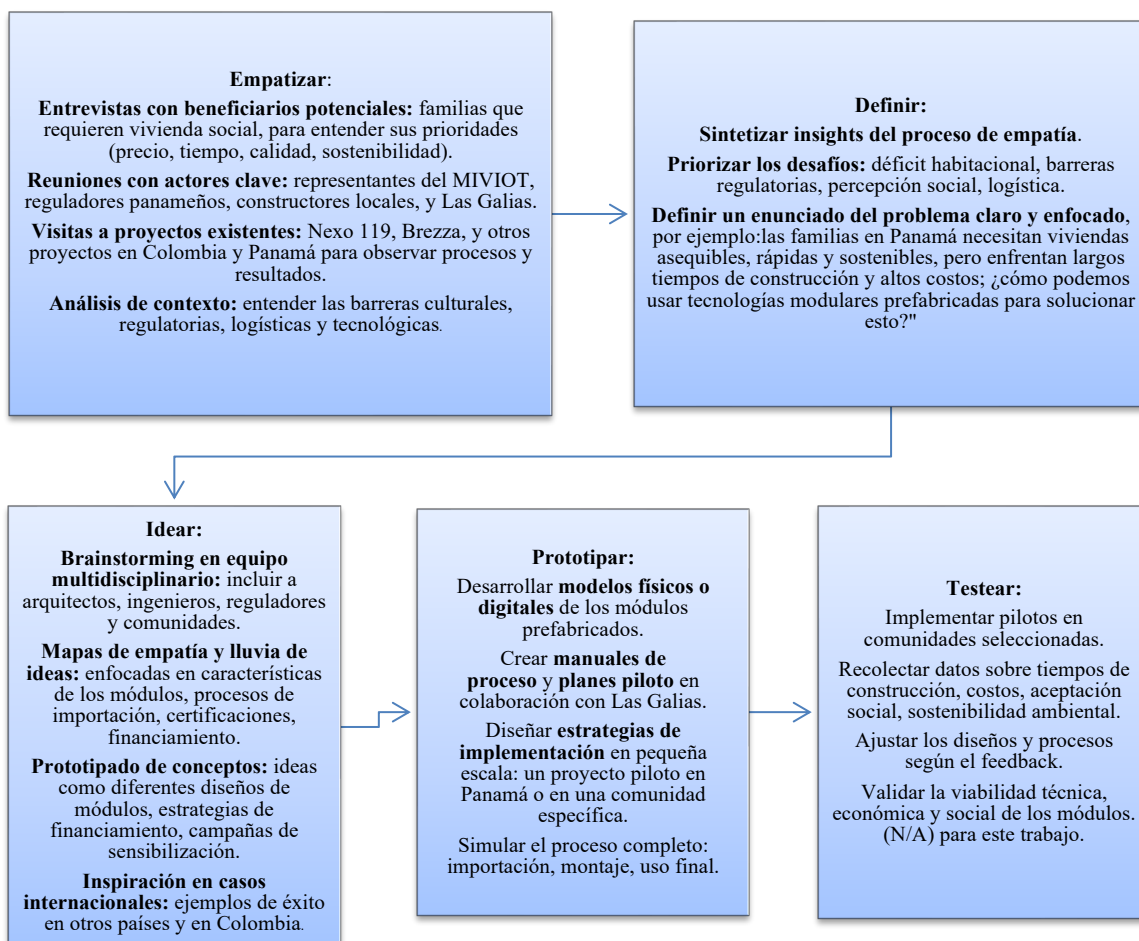 Empatizar:
Entrevistas con beneficiarios potenciales: familias que
requieren vivienda social, para entender sus prioridades
(precio, tiempo, calidad, sostenibilidad).
Reuniones con actores clave: representantes del MIVIOT,
reguladores panameños, constructores locales, y Las Galias.
Visitas a proyectos existentes: Nexo 119, Brezza, y otros
proyectos en Colombia y Panamá para observar procesos y
resultados.
Análisis de contexto: entender las barreras culturales,
regulatorias, logísticas y tecnológicas.
Definir:
Sintetizar insights del proceso de empatía.
Priorizar los desafíos: déficit habitacional, barreras
regulatorias, percepción social, logística.
Definir un enunciado del problema claro y enfocado,
por ejemplo:las familias en Panamá necesitan viviendas
asequibles, rápidas y sostenibles, pero enfrentan largos
tiempos de construcción y altos costos; ¿cómo podemos
usar tecnologías modulares prefabricadas para solucionar
esto?"
Idear:
Brainstorming en equipo
multidisciplinario: incluir a
arquitectos, ingenieros, reguladores
y comunidades.
Mapas de empatía y lluvia de
ideas: enfocadas en características
de los módulos, procesos de
importación, certificaciones,
financiamiento.
Prototipado de conceptos: ideas
como diferentes diseños de
módulos, estrategias de
financiamiento, campañas de
sensibilización.
Inspiración en casos
internacionales: ejemplos de éxito
en otros países y en Colombia.
Prototipar:
Desarrollar modelos físicos o
digitales de los módulos
prefabricados.
Crear manuales de
proceso y planes piloto en
colaboración con Las Galias.
Diseñar estrategias de
implementación en pequeña
escala: un proyecto piloto en
Panamá o en una comunidad
específica.
Simular el proceso completo:
importación, montaje, uso final.
Testear:
Implementar pilotos en
comunidades seleccionadas.
Recolectar datos sobre tiempos de
construcción, costos, aceptación
social, sostenibilidad ambiental.
Ajustar los diseños y procesos
según el feedback.
Validar la viabilidad técnica,
económica y social de los módulos.
(N/A) para este trabajo.